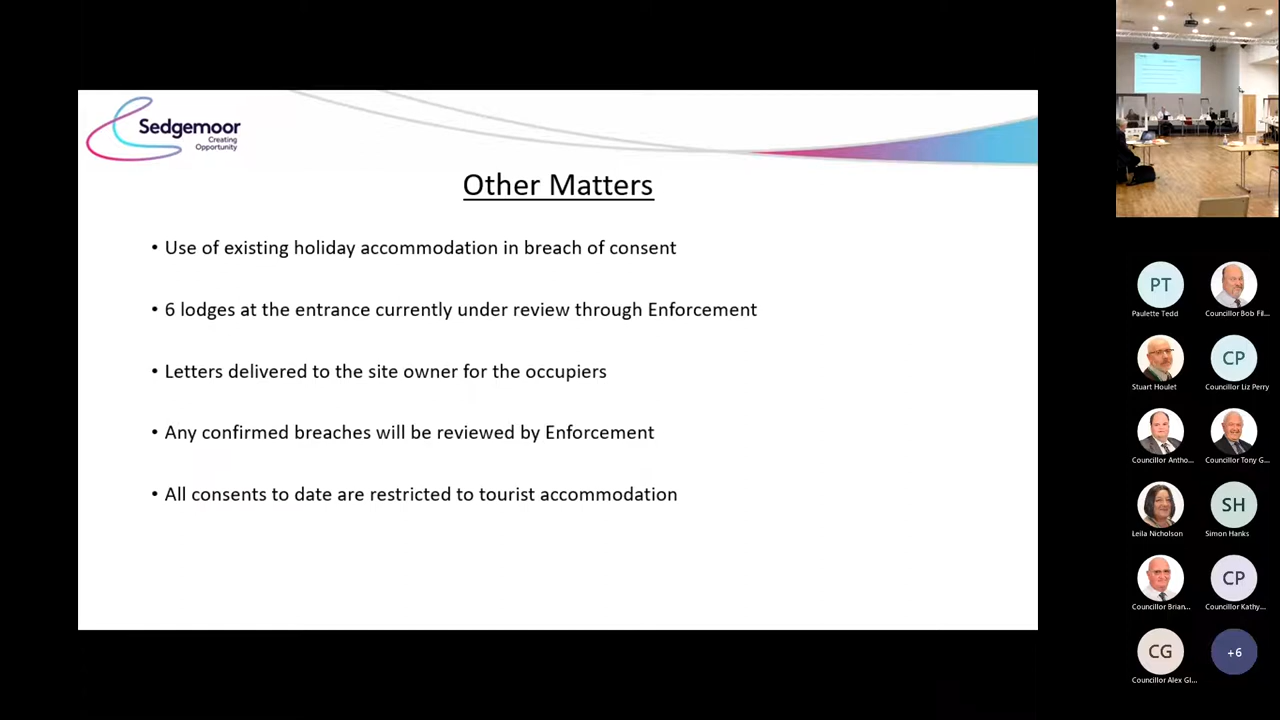 Sedgemoor
Creating
Opportunity
Other Matters
• Use of existing holiday accommodation in breach of consent
• 6 lodges at the entrance currently under review through Enforcement
• Letters delivered to the site owner for the occupiers
• Any confirmed breaches will be reviewed by Enforcement
• All consents to date are restricted to tourist accommodation
PT
Paulette Tedd
Councillor Bob Fil...
Stuart Houlet
CP
Councillor Liz Perry
Councillor Antho...
Councillor Tony G...
Leila Nicholson
SH
Simon Hanks
Councillor Brian...
CP
Councillor Kathy...
CG
Councillor Alex Gl...
+6